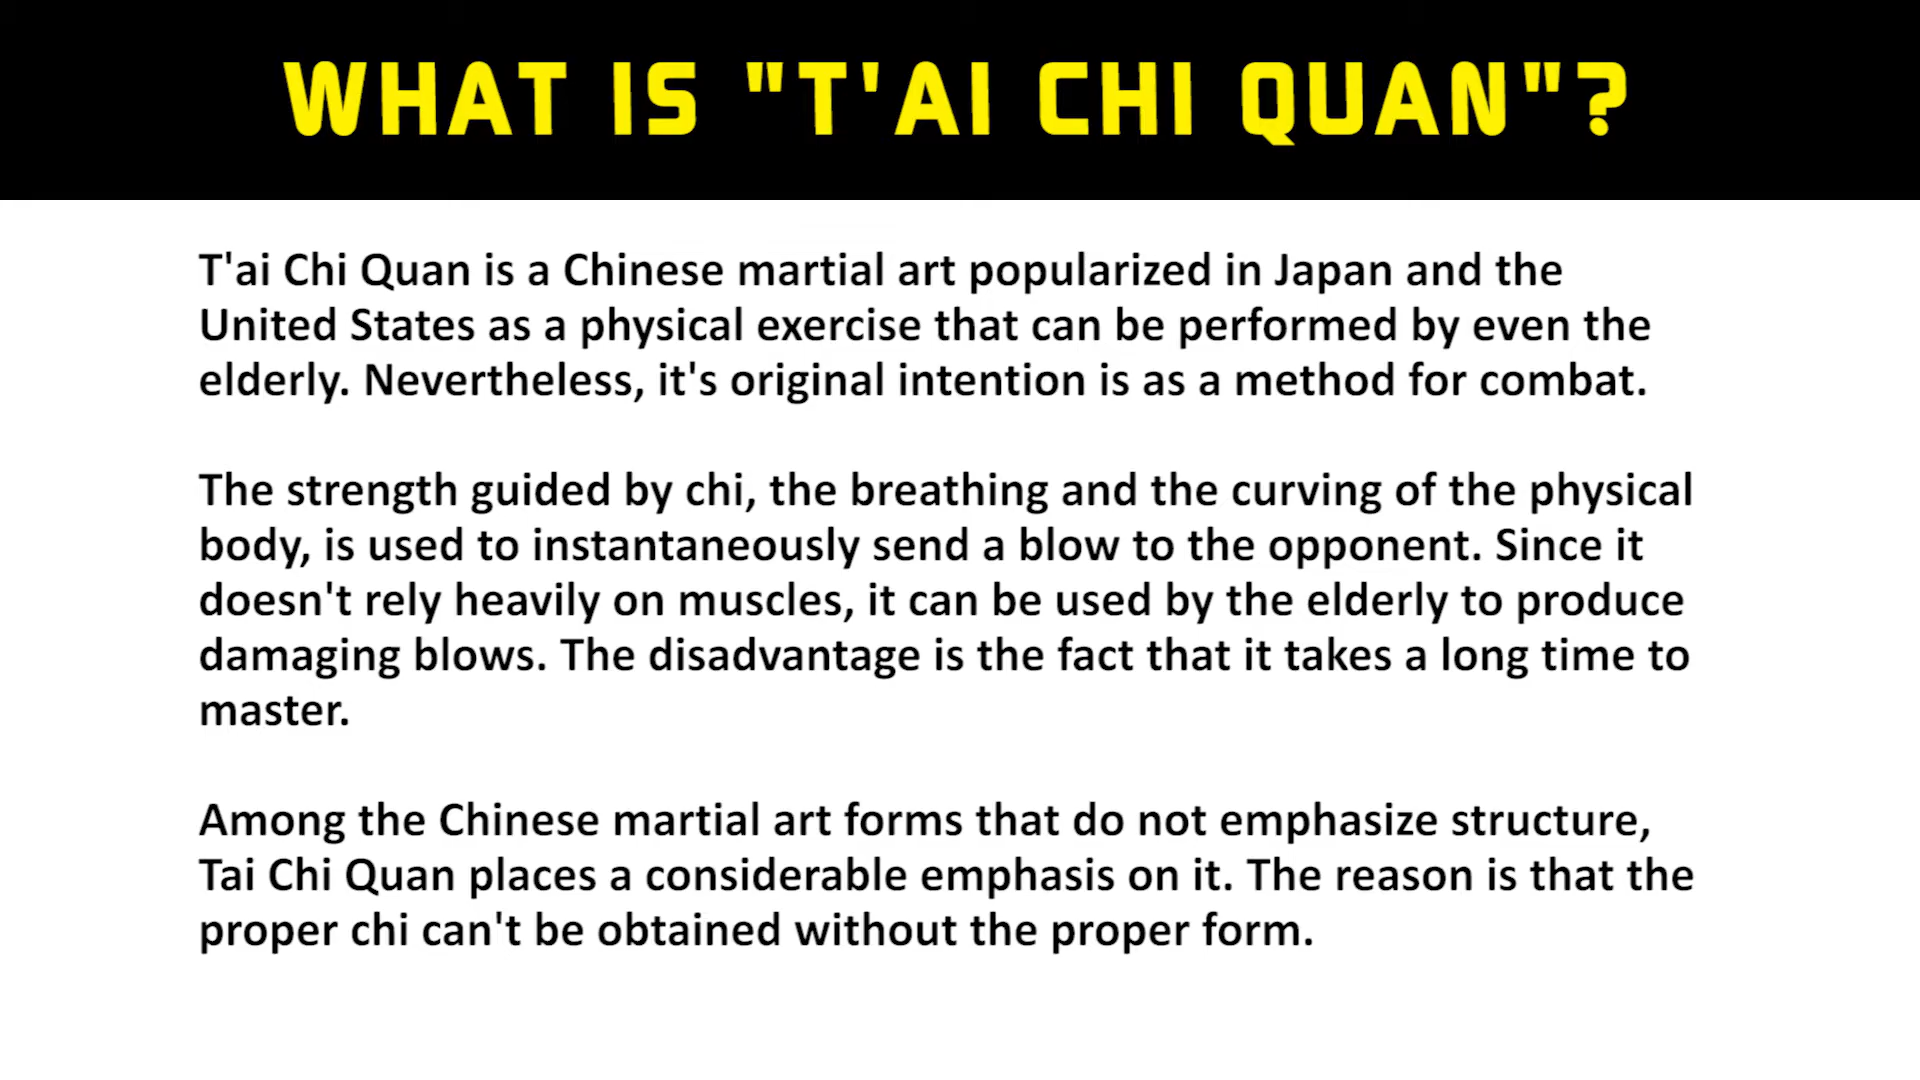 WHAT IS "T'AI CHI QUAN"?
T'ai Chi Quan is a Chinese martial art popularized in Japan and the
United States as a physical exercise that can be performed by even the
elderly. Nevertheless, it's original intention is as a method for combat.
The strength guided by chi, the breathing and the curving of the physical
body, is used to instantaneously send a blow to the opponent. Since it
doesn't rely heavily on muscles, it can be used by the elderly to produce
damaging blows. The disadvantage is the fact that it takes a long time to
master.
Among the Chinese martial art forms that do not emphasize structure,
Tai Chi Quan places a considerable emphasis on it. The reason is that the
proper chi can't be obtained without the proper form.